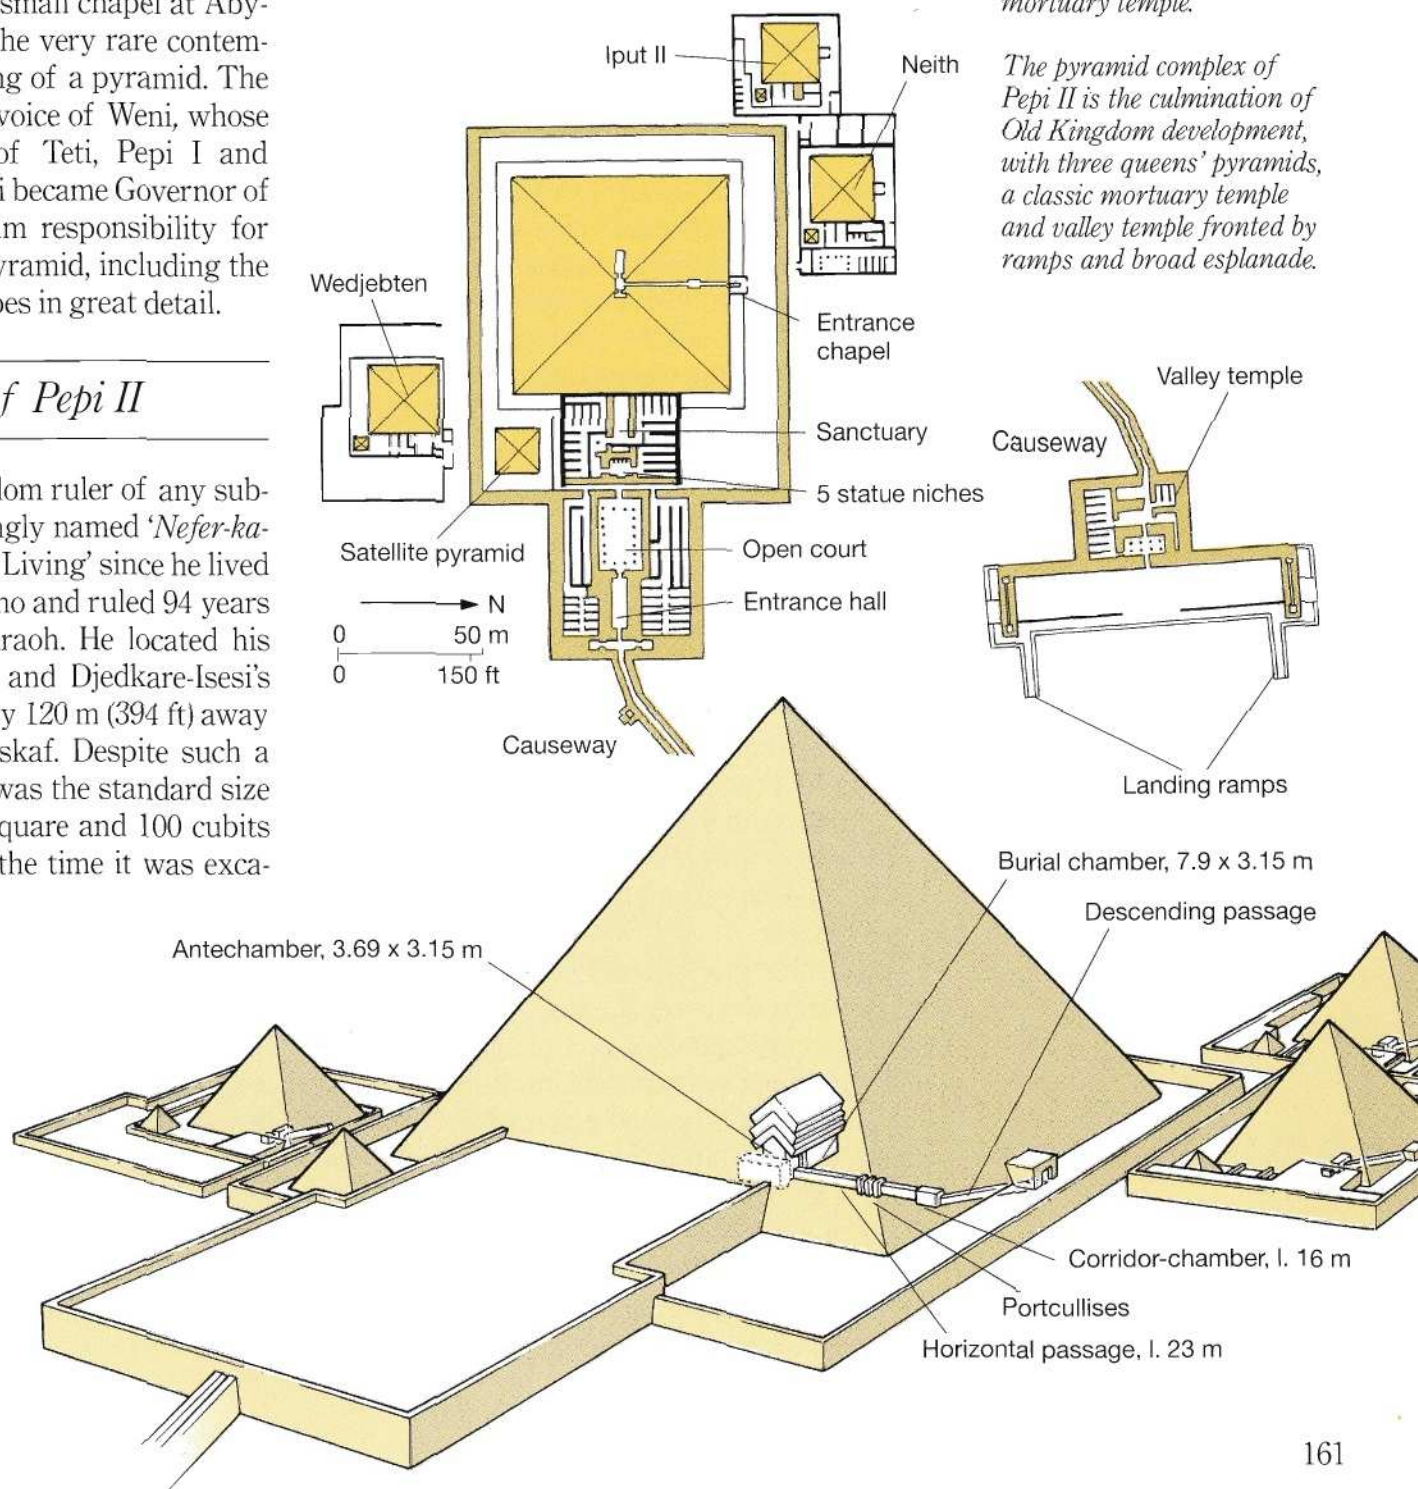 small chapel at Aby-
he very rare contem-
ng of a pyramid. The
voice of Weni, whose
of Teti, Pepi I and
i became Governor of
m responsibility for
yramid, including the
bes in great detail.
f Pepi II
dom ruler of any sub-
ngly named ‘Nefer-ka-
Living’ since he lived
no and ruled 94 years
raoh. He located his
and Djedkare-Isesi’s
y 120 m (394 ft) away
skaf. Despite such a
was the standard size
quare and 100 cubits
the time it was exca-
mortuary temple.
The pyramid complex of
Pepi II is the culmination of
Old Kingdom development,
with three queens’ pyramids,
a classic mortuary temple
and valley temple fronted by
ramps and broad esplanade.
Iput II
Neith
Wedjebten
Entrance
chapel
Sanctuary
5 statue niches
Satellite pyramid
Open court
Entrance hall
N
0 50 m
0 150 ft
Causeway
Valley temple
Causeway
Landing ramps
Burial chamber, 7.9 x 3.15 m
Descending passage
Antechamber, 3.69 x 3.15 m
Corridor-chamber, l. 16 m
Portcullises
Horizontal passage, l. 23 m
161